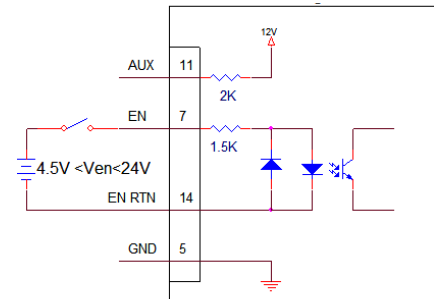 12V
AUX 11
2K
EN 7
1.5K
4.5V <Ven<24V
EN RTN 14
GND 5